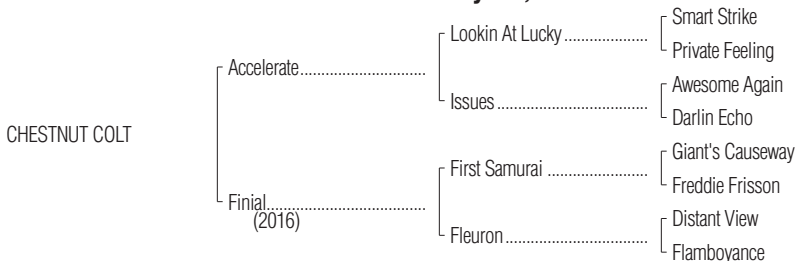 Smart Strike
Lookin At Lucky
Private Feeling
Accelerate
Awesome Again
Issues
Darlin Echo
CHESTNUT COLT
Giant's Causeway
First Samurai
Freddie Frisson
Finial
(2016)
Distant View
Fleuron
Flamboyance